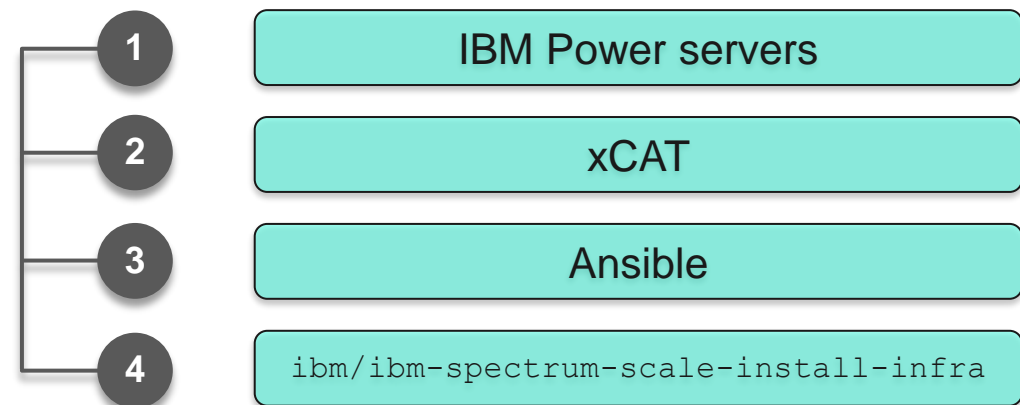 1 IBM Power servers
2 xCAT
3 Ansible
4 ibm/ibm-spectrum-scale-install-infra